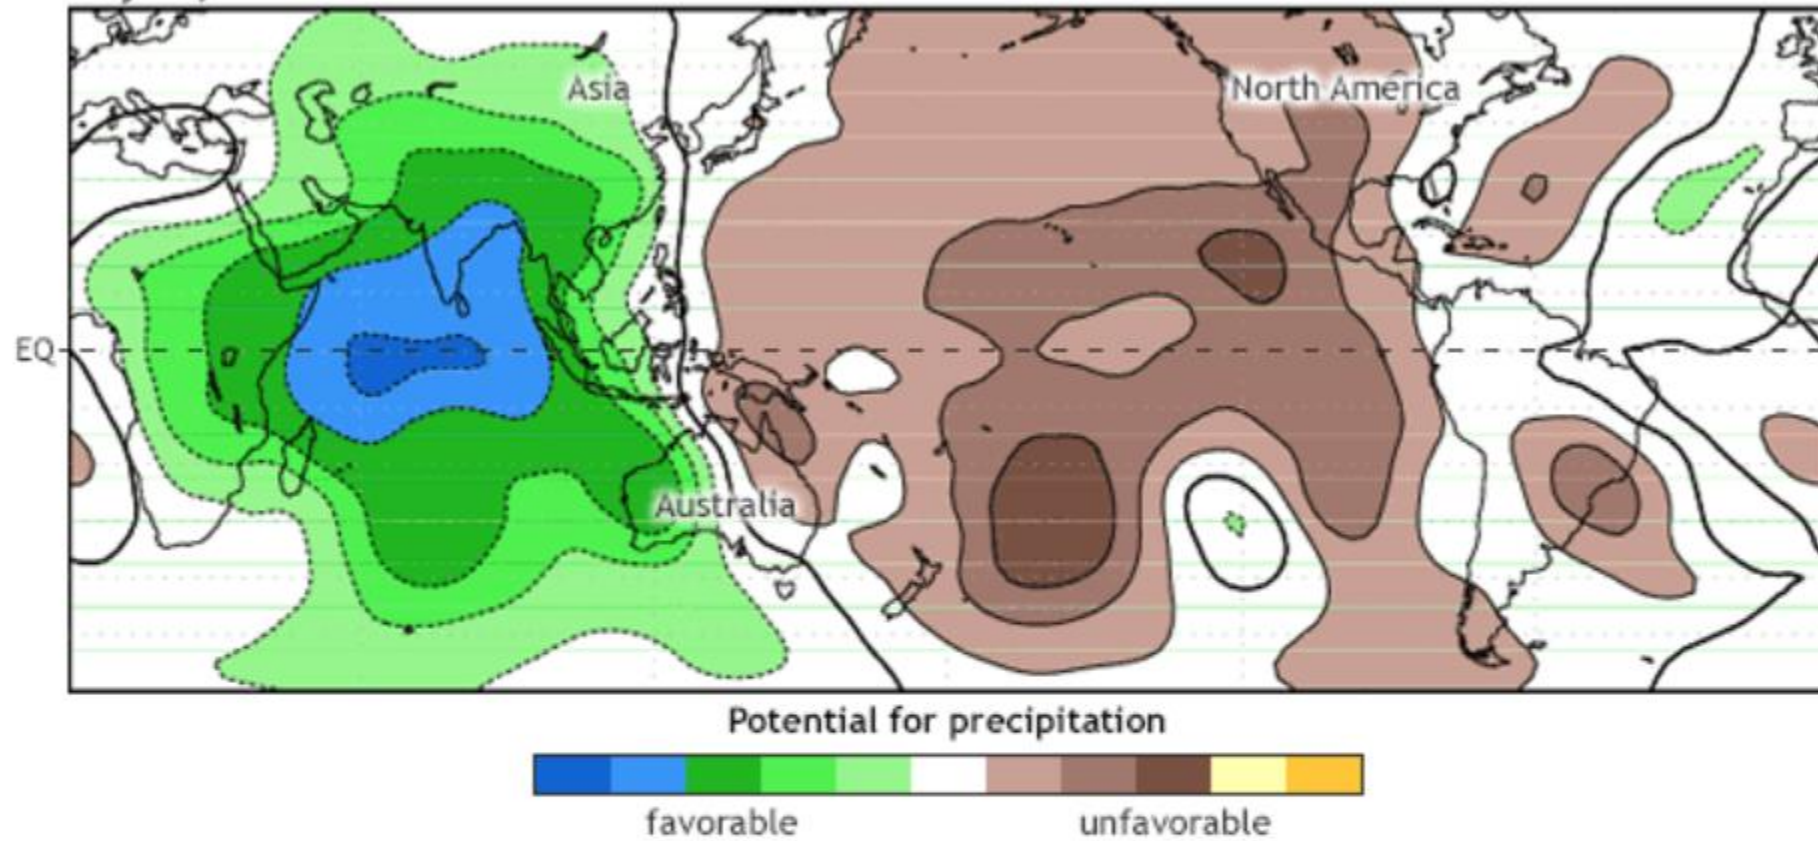 Asia
North America
EQ
Australia
Potential for precipitation
favorable
unfavorable